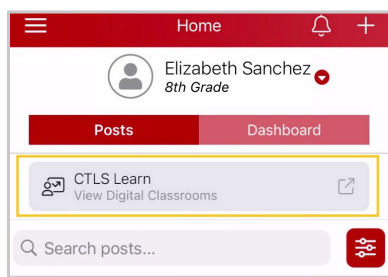 Home
Elizabeth Sanchez
8th Grade
Posts Dashboard
CTLS Learn
View Digital Classrooms
Search posts...